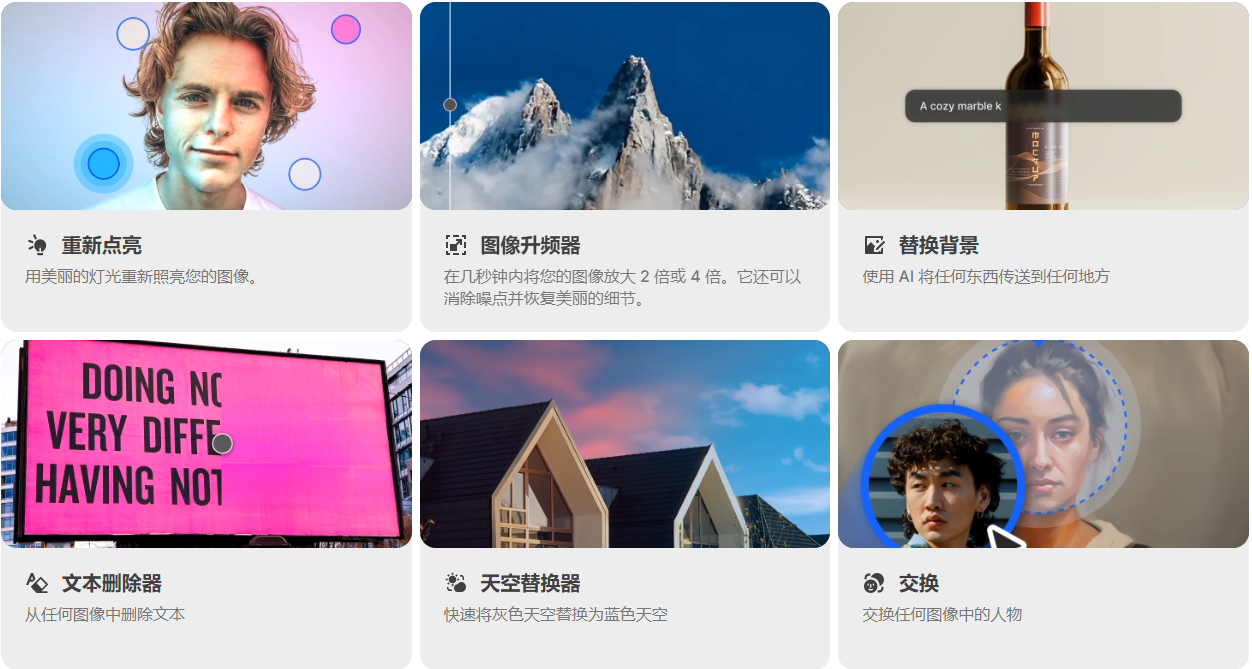 A cozy marble k
重新点亮
用美丽的灯光重新照亮您的图像。
图像升频器
在几秒钟内将您的图像放大 2 倍或 4 倍。它还可以
消除噪点并恢复美丽的细节。
替换背景
使用 AI 将任何东西传送到任何地方
DOING NO
VERY DIFFE
HAVING NOT
文本删除器
从任何图像中删除文本
天空替换器
快速将灰色天空替换为蓝色天空
交换
交换任何图像中的人物